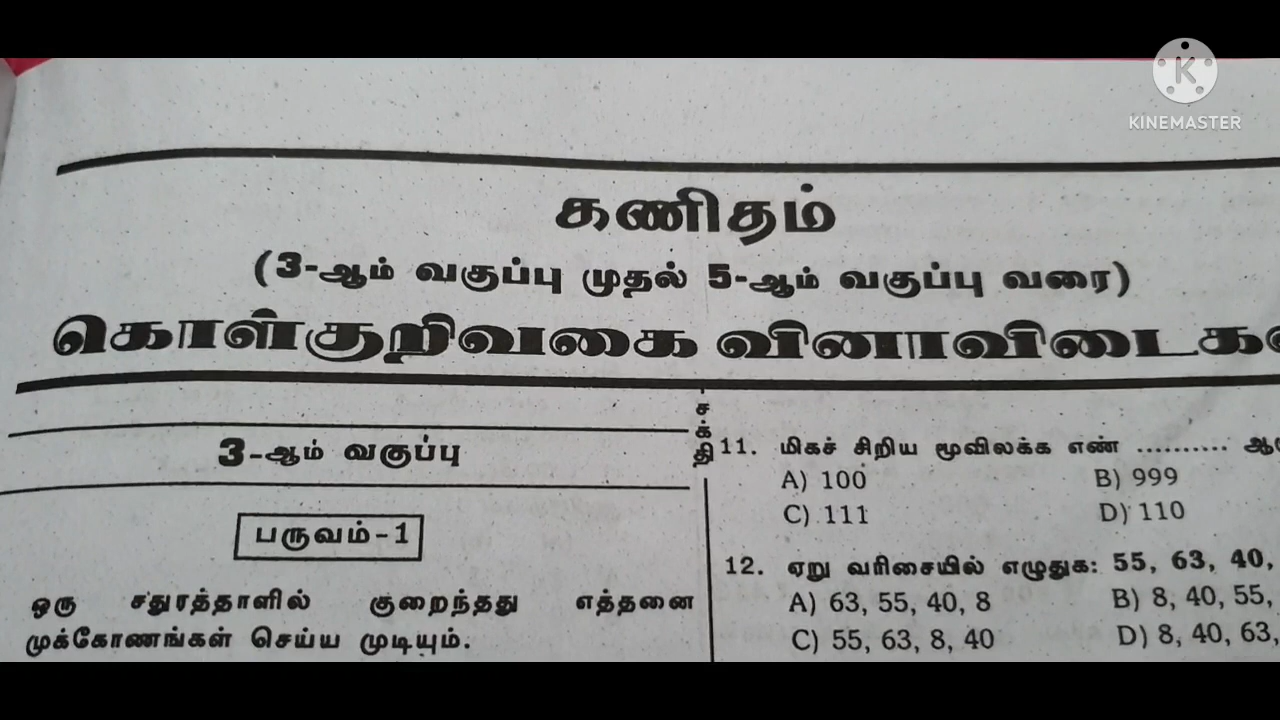 KINEMASTER
கணிதம்
(3-ஆம் வகுப்பு முதல் 5-ஆம் வகுப்பு வரை)
கொள்குறிவகை வினாவிடைக
3-ஆம் வகுப்பு
பருவம்-1
ஒரு சதுரத்தாளில் குறைந்தது எத்தனை
முக்கோணங்கள் செய்ய முடியும்.
சக்தி
11. மிகச் சிறிய மூவிலக்க எண் ..........
A) 100 B) 999
C) 111 D) 110
12. ஏறு வரிசையில் எழுதுக: 55, 63, 40,
A) 63, 55, 40, 8 B) 8, 40, 55,
C) 55, 63, 8, 40 D) 8, 40, 63,